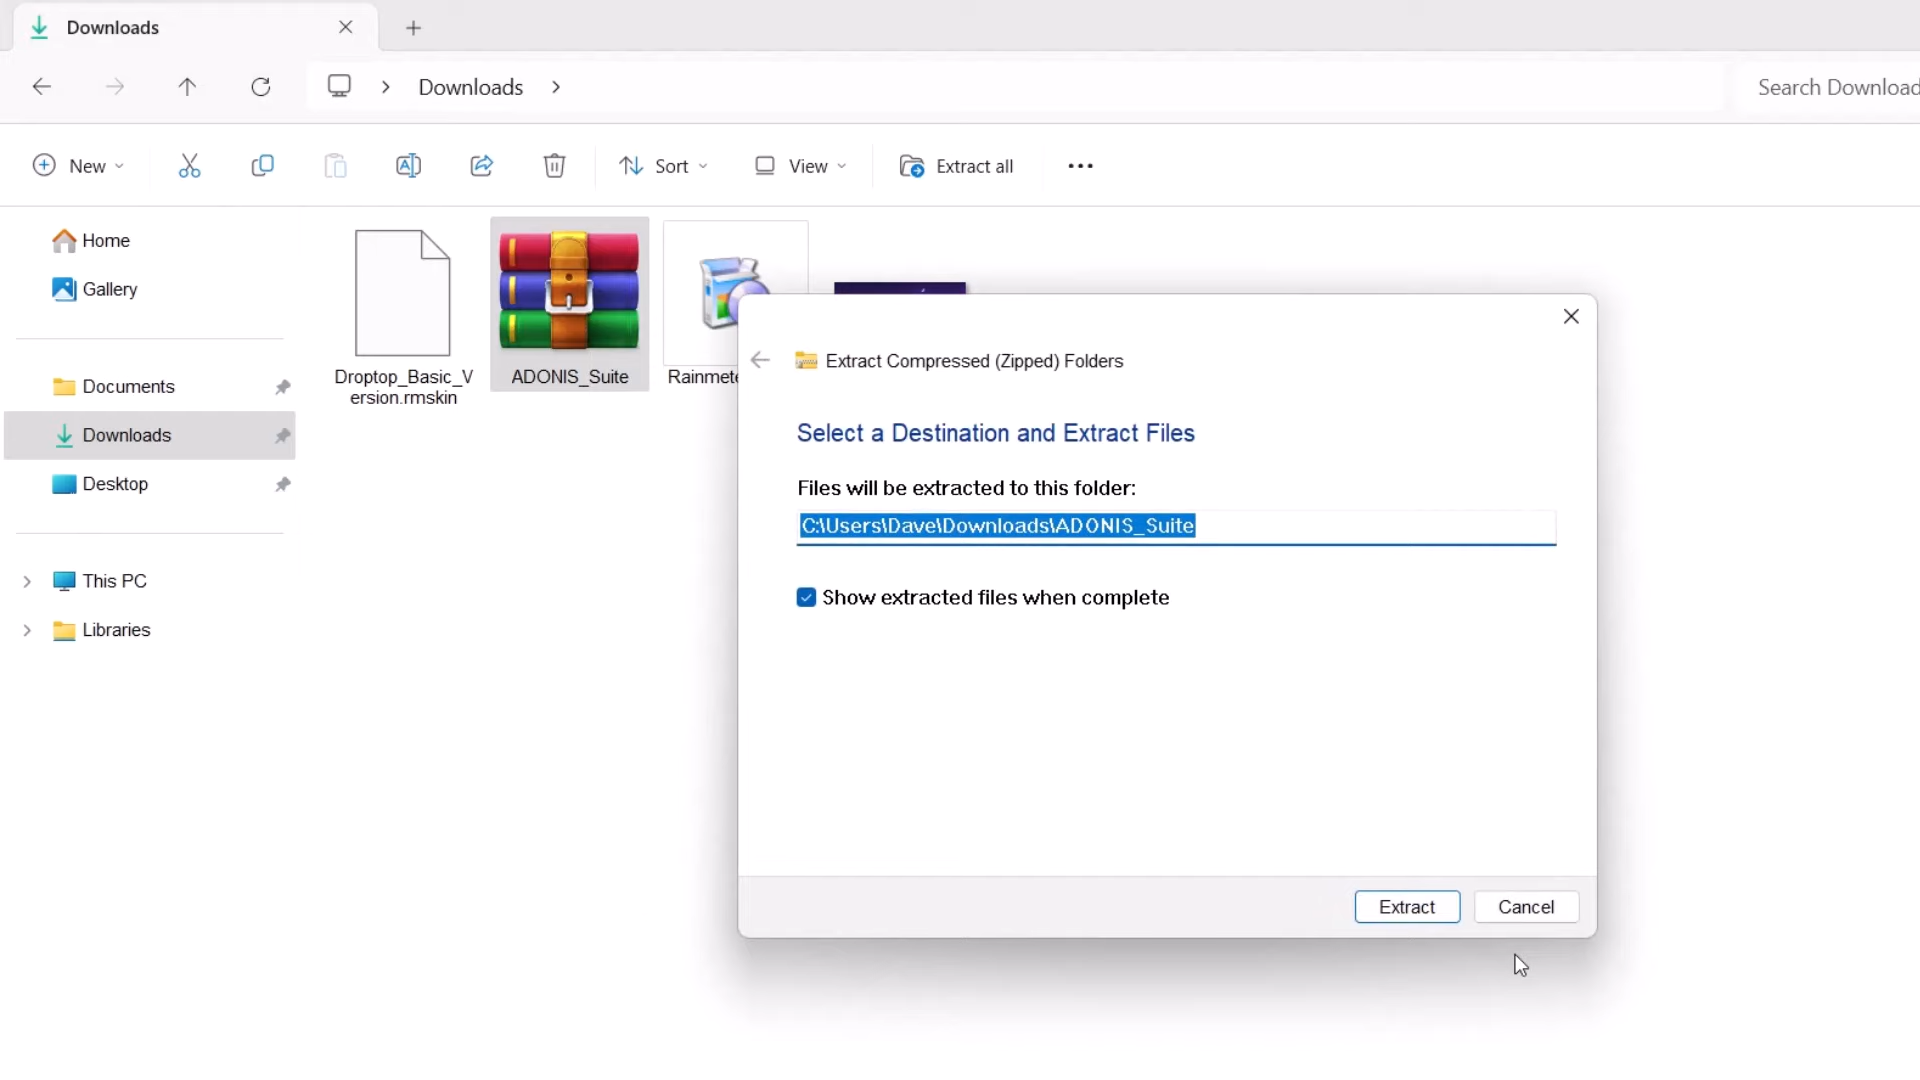 Downloads
Downloads
Search Download
New
Sort
View
Extract all
Home
Gallery
Documents
Downloads
Desktop
This PC
Libraries
Droptop_Basic_V
ersion.rmskin
ADONIS_Suite
Rainmete
Extract Compressed (Zipped) Folders
Select a Destination and Extract Files
Files will be extracted to this folder:
C:\Users\Dave\Downloads\ADONIS_Suite
Show extracted files when complete
Extract
Cancel